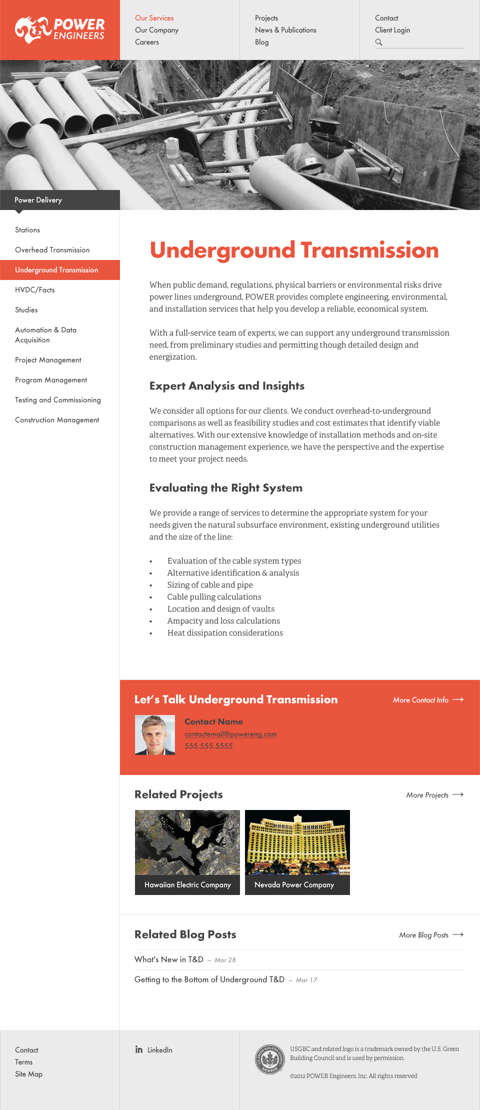 POWER
ENGINEERS
Our Services
Our Company
Careers
Projects
News & Publications
Blog
Contact
Client Login
Power Delivery
Stations
Overhead Transmission
Underground Transmission
HVDC/Facts
Studies
Automation & Data
Acquisition
Project Management
Program Management
Testing and Commissioning
Construction Management
Underground Transmission
When public demand, regulations, physical barriers or environmental risks drive
power lines underground, POWER provides complete engineering, environmental,
and installation services that help you develop a reliable, economical system.
With a full-service team of experts, we can support any underground transmission
need, from preliminary studies and permitting though detailed design and
energization.
Expert Analysis and Insights
We consider all options for our clients. We conduct overhead-to-underground
comparisons as well as feasibility studies and cost estimates that identify viable
alternatives. With our extensive knowledge of installation methods and on-site
construction management experience, we have the perspective and the expertise
to meet your project needs.
Evaluating the Right System
We provide a range of services to determine the appropriate system for your
needs given the natural subsurface environment, existing underground utilities
and the size of the line:
• Evaluation of the cable system types
• Alternative identification & analysis
• Sizing of cable and pipe
• Cable pulling calculations
• Location and design of vaults
• Ampacity and loss calculations
• Heat dissipation considerations
Let's Talk Underground Transmission
More Contact Info →
Contact Name
contactemail@powereng.com
555.555.5555
Related Projects
More Projects →
Hawaiian Electric Company
Nevada Power Company
Related Blog Posts
More Blog Posts →
What's New in T&D – Mar 28
Getting to the Bottom of Underground T&D – Mar 17
Contact
Terms
Site Map
in LinkedIn
USGBC and related logo is a trademark owned by the U.S. Green
Building Council and is used by permission.
©2012 POWER Engineers, Inc. All rights reserved